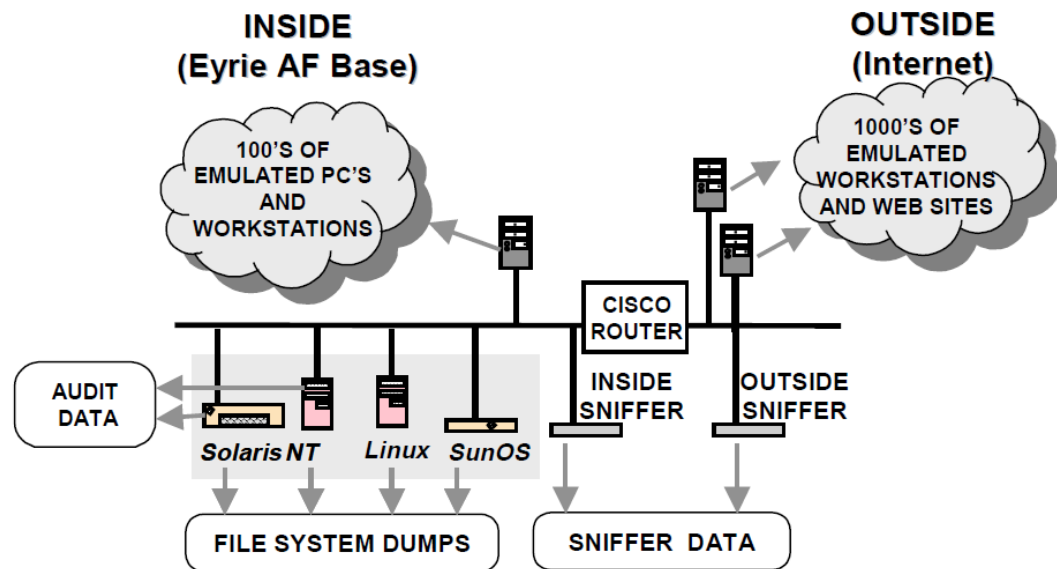 INSIDE
(Eyrie AF Base)
OUTSIDE
(Internet)
100'S OF
EMULATED PC'S
AND
WORKSTATIONS
1000'S OF
EMULATED
WORKSTATIONS
AND WEB SITES
CISCO
ROUTER
AUDIT
DATA
INSIDE
SNIFFER
OUTSIDE
SNIFFER
Solaris NT Linux SunOS
FILE SYSTEM DUMPS
SNIFFER DATA